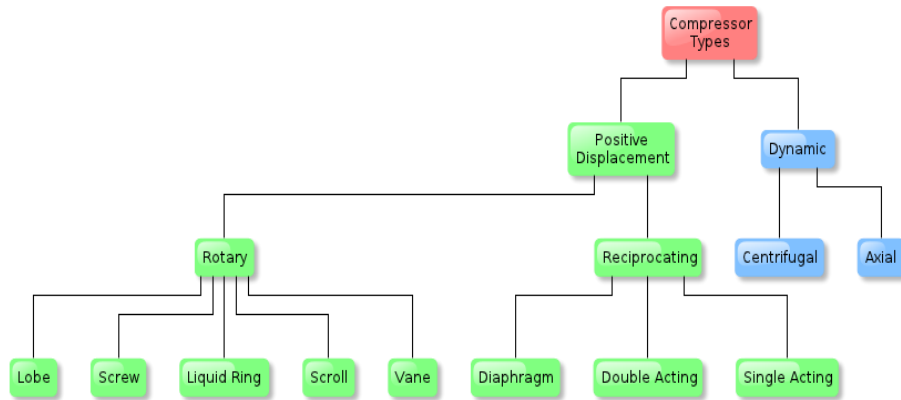 Compressor
Types
Positive
Displacement
Dynamic
Rotary
Reciprocating
Centrifugal
Axial
Lobe
Screw
Liquid Ring
Scroll
Vane
Diaphragm
Double Acting
Single Acting